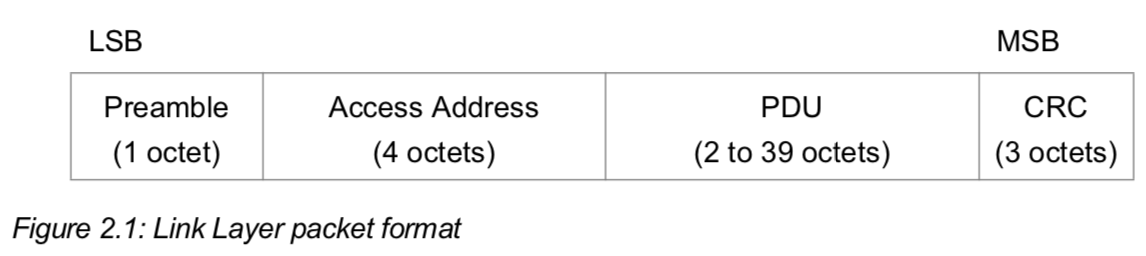 LSB MSB
Preamble Access Address PDU CRC
(1 octet) (4 octets) (2 to 39 octets) (3 octets)
Figure 2.1: Link Layer packet format